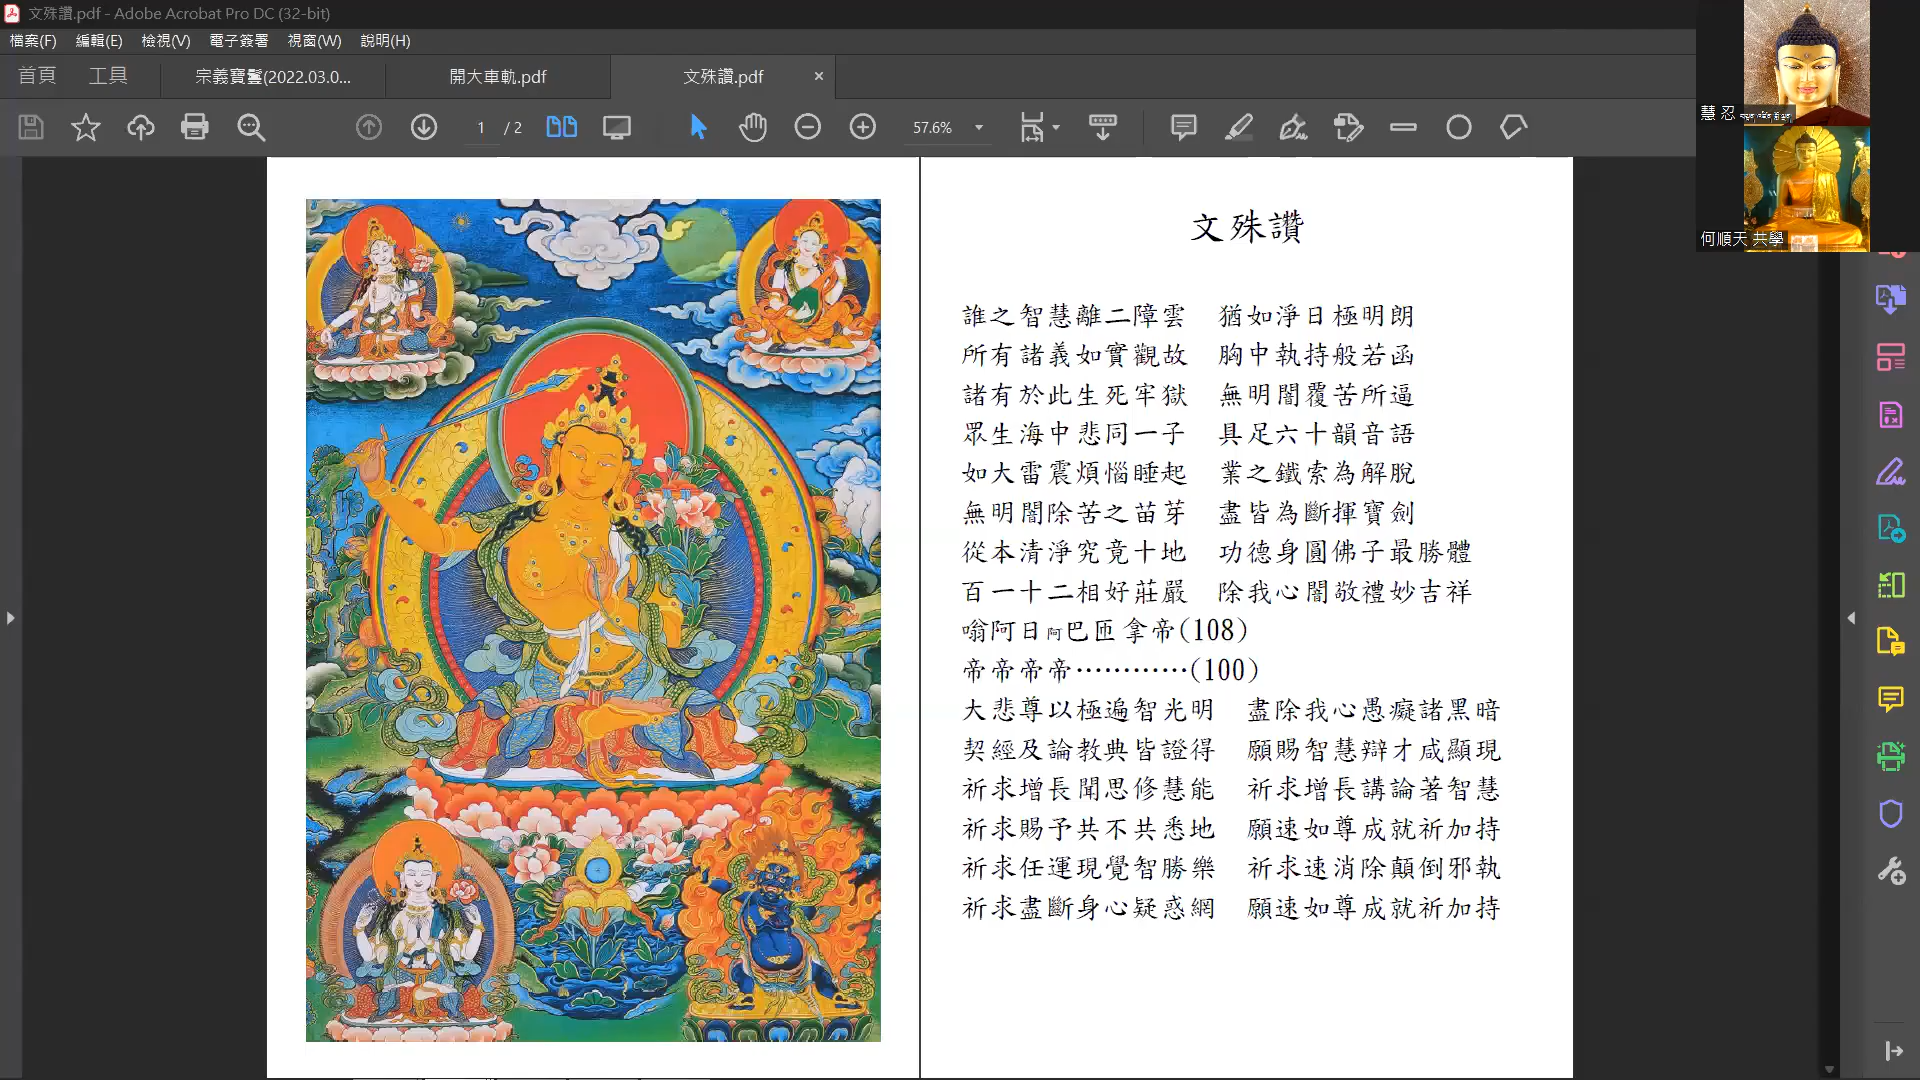 文殊讚.pdf - Adobe Acrobat Pro DC (32-bit)
檔案(F) 編輯(E) 檢視(V) 電子簽署 視窗(W) 說明(H)
首頁 工具 宗義寶鬘(2022.03.0... 開大車軌.pdf 文殊讚.pdf ×
1 / 2 57.6%
慧 忍
何順天 共學
文殊讚
誰之智慧離二障雲 猶如淨日極明朗
所有諸義如實觀故 胸中執持般若函
諸有於此生死牢獄 無明闇覆苦所逼
眾生海中悲同一子 具足六十韻音語
如大雷震煩惱睡起 業之鐵索為解脫
無明闇除苦之苗芽 盡皆為斷揮寶劍
從本清淨究竟十地 功德身圓佛子最勝體
百一十二相好莊嚴 除我心闇敬禮妙吉祥
嗡阿日阿巴匝拿帝(108)
帝帝帝帝…………(100)
大悲尊以極遍智光明 盡除我心愚癡諸黑暗
契經及論教典皆證得 願賜智慧辯才咸顯現
祈求增長聞思修慧能 祈求增長講論著智慧
祈求賜予共不共悉地 願速如尊成就祈加持
祈求任運現覺智勝樂 祈求速消除顛倒邪執
祈求盡斷身心疑惑網 願速如尊成就祈加持